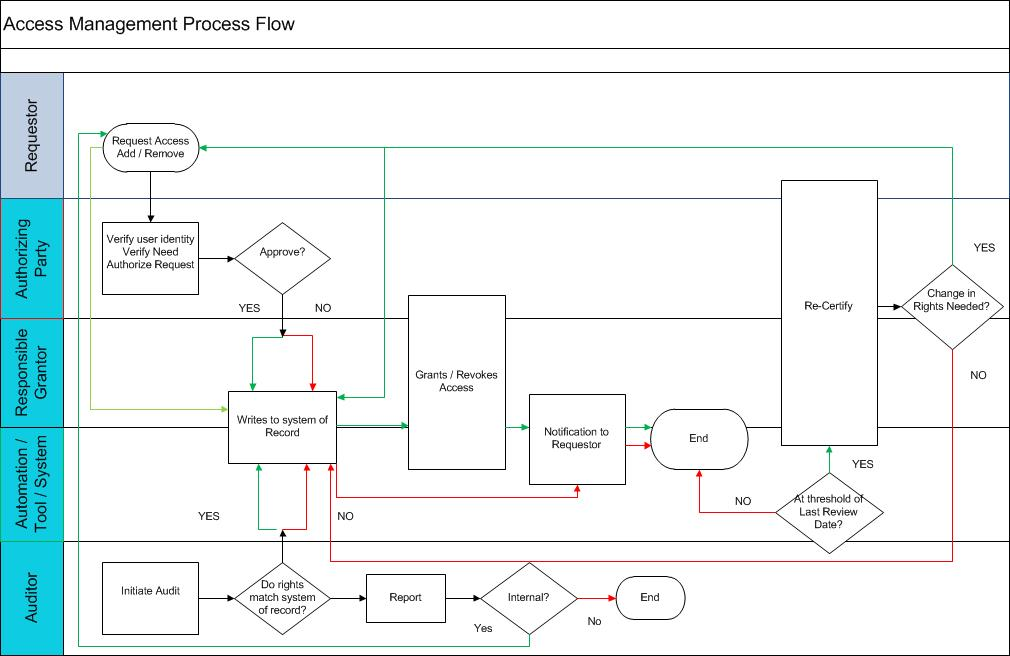 Access Management Process Flow
Requestor
Request Access
Add / Remove
Authorizing
Party
Verify user identity
Verify Need
Authorize Request
Approve?
YES
NO
Re-Certify
YES
Change in
Rights Needed?
NO
Responsible
Grantor
Grants / Revokes
Access
Writes to system of
Record
Notification to
Requestor
End
Automation /
Tool / System
YES
NO
NO
YES
At threshold of
Last Review
Date?
Auditor
Initiate Audit
Do rights
match system
of record?
Report
Internal?
Yes
No
End